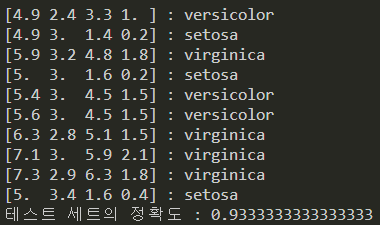 [4.9 2.4 3.3 1. ] : versicolor
[4.9 3.  1.4 0.2] : setosa
[5.9 3.2 4.8 1.8] : virginica
[5.  3.  1.6 0.2] : setosa
[5.4 3.  4.5 1.5] : versicolor
[5.6 3.  4.5 1.5] : versicolor
[6.3 2.8 5.1 1.5] : virginica
[7.1 3.  5.9 2.1] : virginica
[7.3 2.9 6.3 1.8] : virginica
[5.  3.4 1.6 0.4] : setosa
테스트 세트의 정확도 : 0.9333333333333333